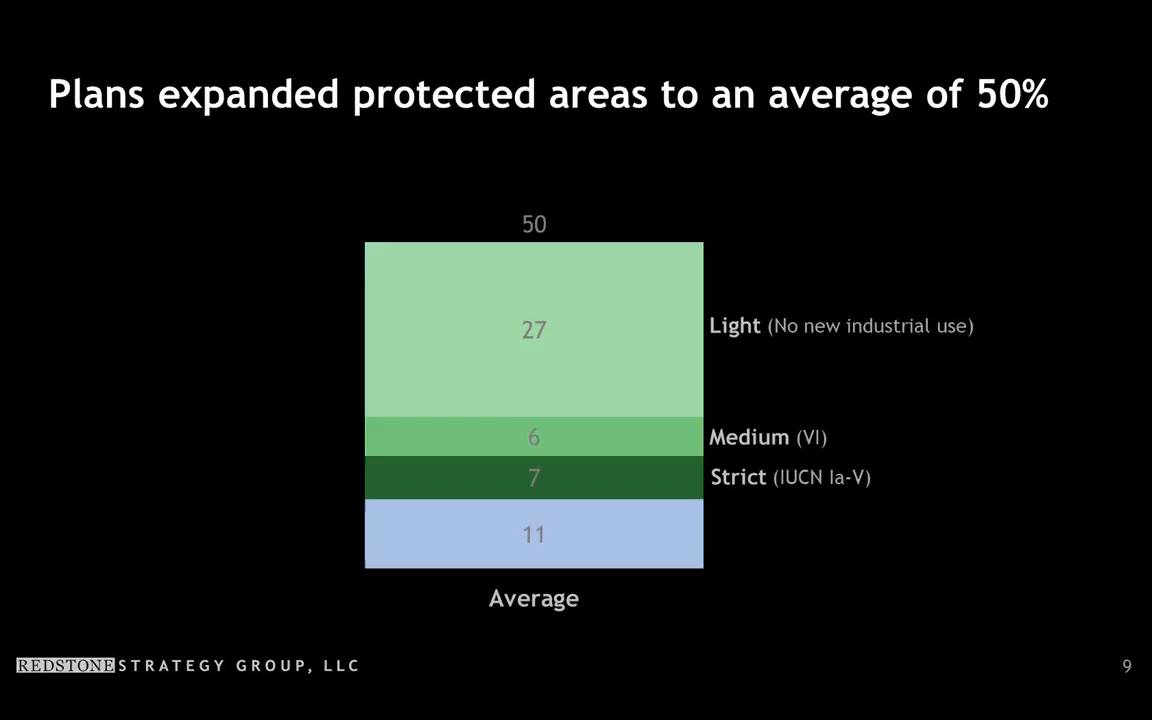 Plans expanded protected areas to an average of 50%
50
27
Light (No new industrial use)
6
Medium (VI)
7
Strict (IUCN Ia-V)
11
Average
REDSTONE STRATEGY GROUP, LLC
9